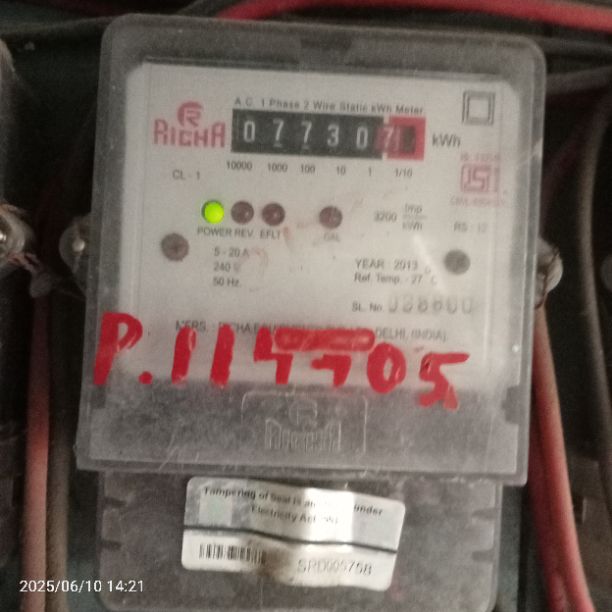 A.C. 1 Phase 2 Wire Static kWh Meter
RICHA
077307
kWh
10000 1000 100 10 1 1/10
CL - 1
POWER REV. EFLT
CAL
3200 Imp/kWh
5 - 20 A
240 V
50 Hz.
YEAR 2013
Ref. Temp. - 27°C
SL. No.
DELHI, (INDIA)
P.
RICHA
Tampering of Seal is an under
Electricity Act
2025/06/10 14:21